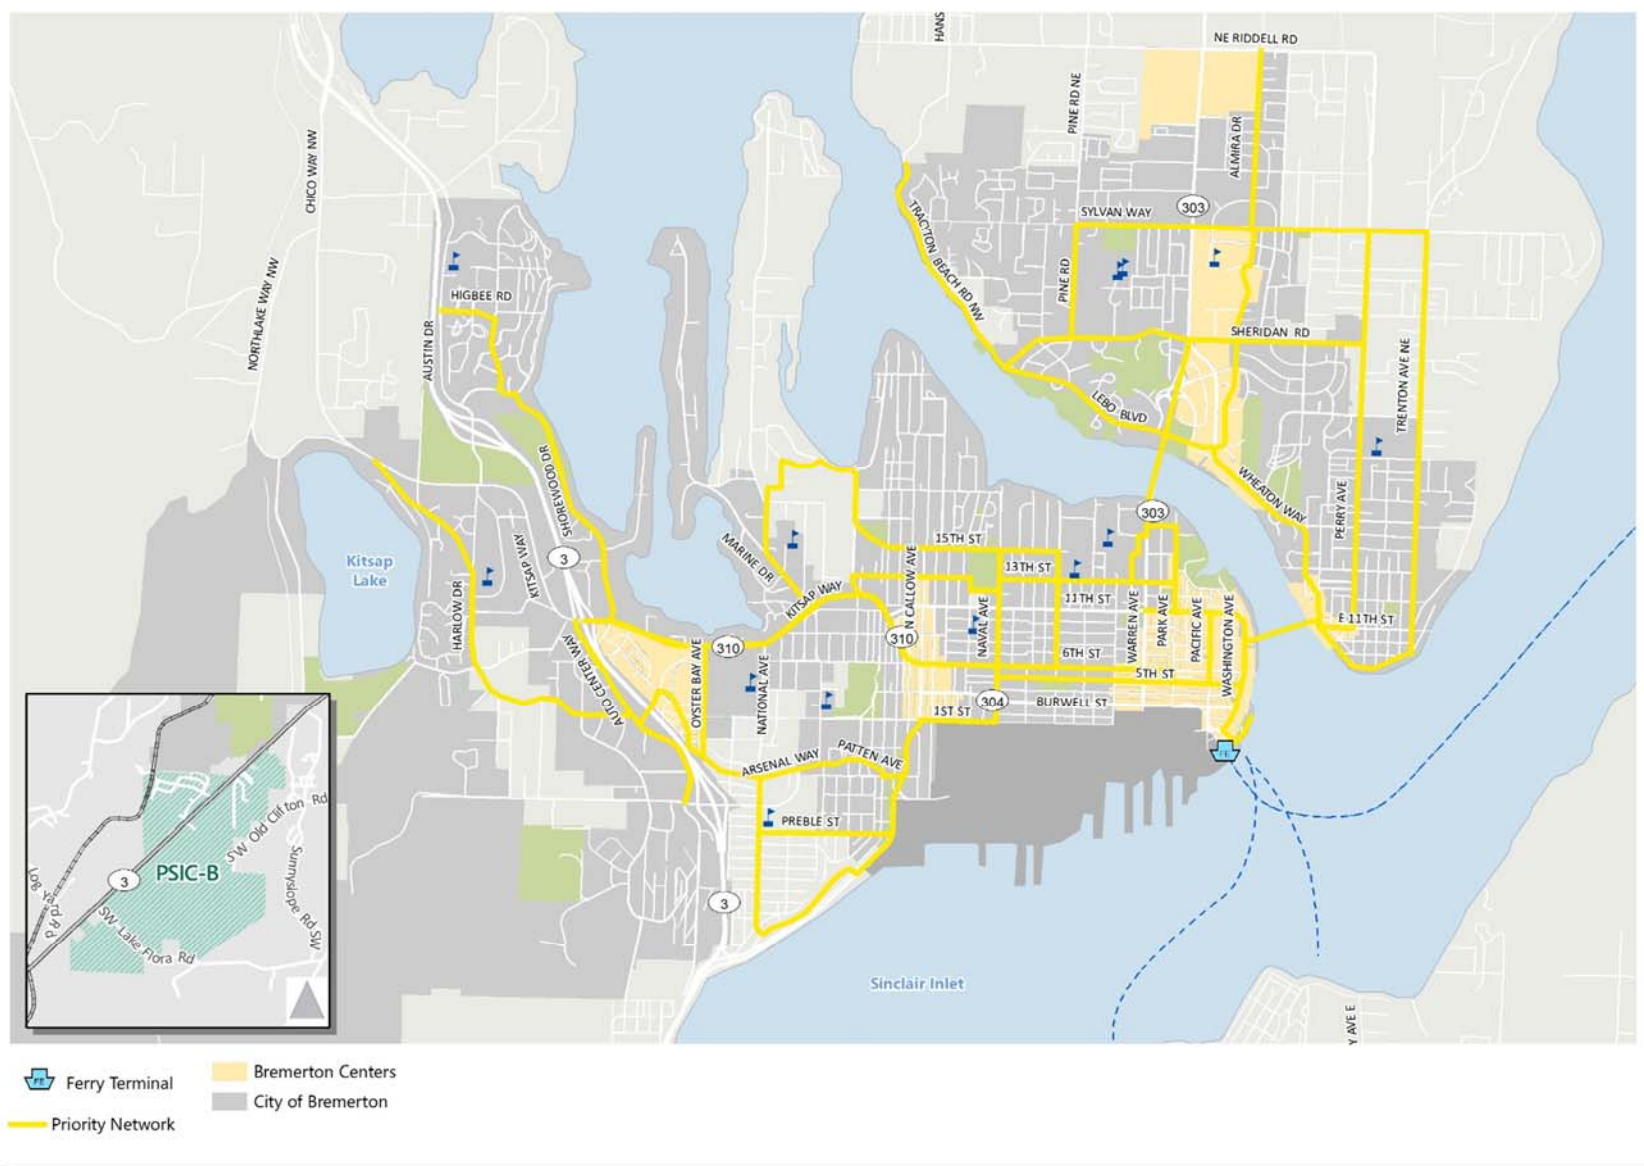 HANS
NE RIDDELL RD
PINE RD NE
ALMIRA DR
CHICO WAY NW
SYLVAN WAY
303
TRACYTON BEACH RD NW
PINE RD
NORTHLAKE WAY NW
HIGBEE RD
AUSTIN DR
SHERIDAN RD
TRENTON AVE NE
LEBO BLVD
SHOREWOOD DR
WHEATON WAY
PERRY AVE
303
MARINE DR
15TH ST
Kitsap
Lake
KITSAP WAY
3
N CALLOW AVE
13TH ST
HARLOW DR
KITSAP WAY
11TH ST
NAVAL AVE
WARREN AVE
PARK AVE
PACIFIC AVE
WASHINGTON AVE
E 11TH ST
310
310
AUTO CENTER WAY
OYSTER BAY AVE
NATIONAL AVE
6TH ST
5TH ST
304
BURWELL ST
1ST ST
ARSENAL WAY
PATTEN AVE
FE
PREBLE ST
SW Old Clifton Rd
3
PSIC-B
Log Yard Rd
Sunnyslope Rd SW
SW Lake Flora Rd
3
Sinclair Inlet
Y AVE E
FE Ferry Terminal
Bremerton Centers
City of Bremerton
Priority Network